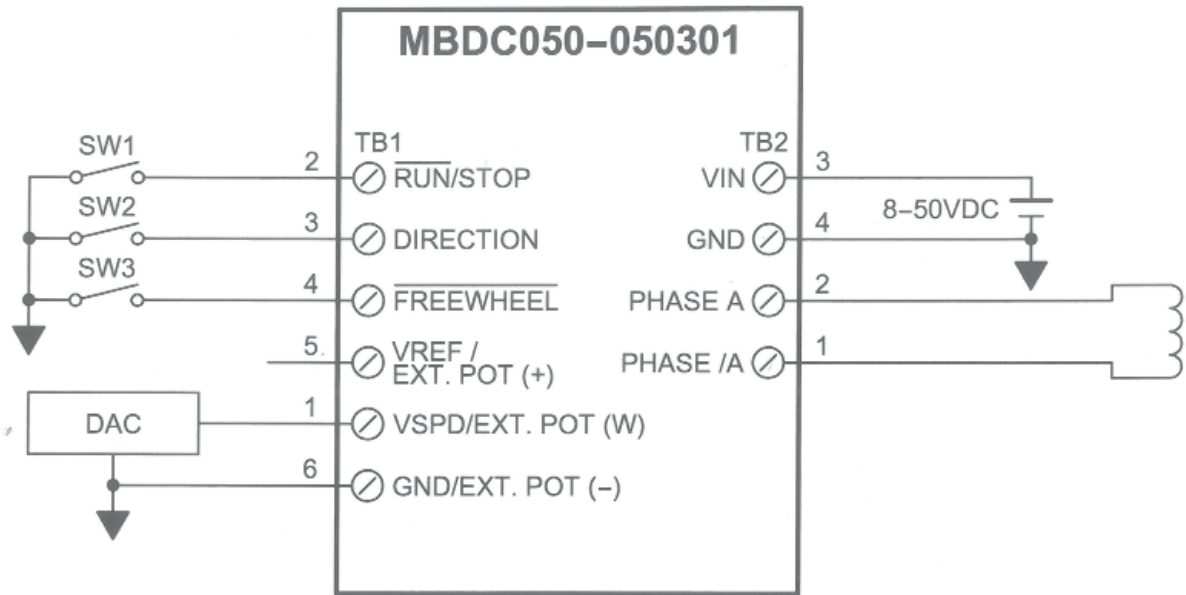 MBDC050–050301
TB1
TB2
SW1
2
RUN/STOP
VIN
3
8–50VDC
SW2
3
DIRECTION
GND
4
SW3
4
FREEWHEEL
PHASE A
2
5
VREF /
EXT. POT (+)
PHASE /A
1
DAC
1
VSPD/EXT. POT (W)
6
GND/EXT. POT (–)